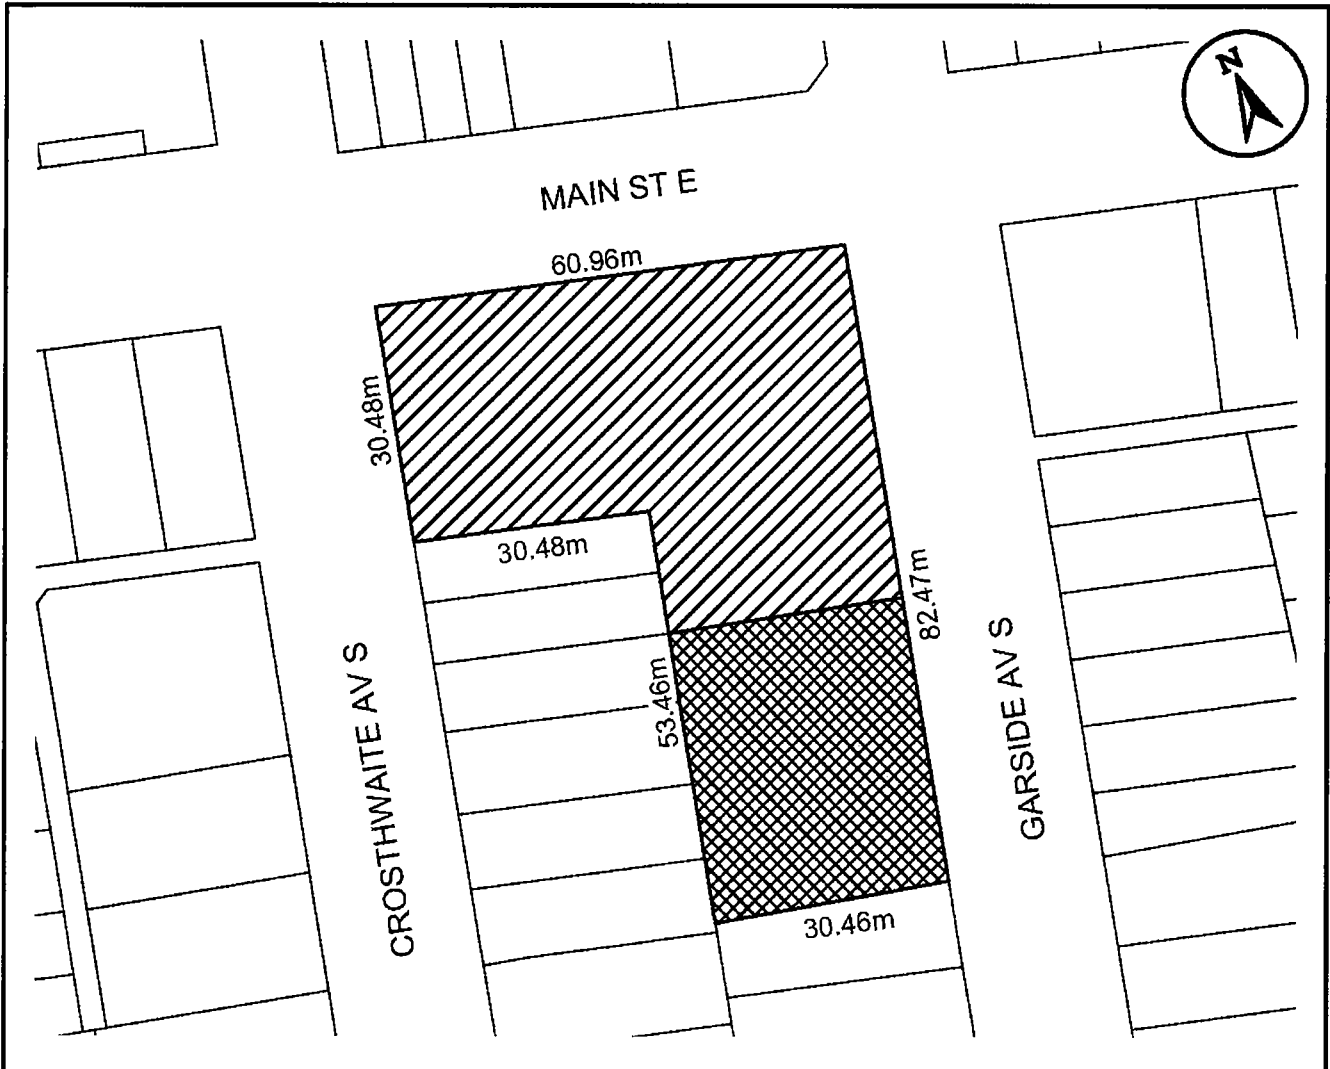 N
MAIN ST E
60.96m
30.48m
30.48m
82.47m
53.46m
GARSIDE AV S
CROSTHWAITE AV S
30.46m